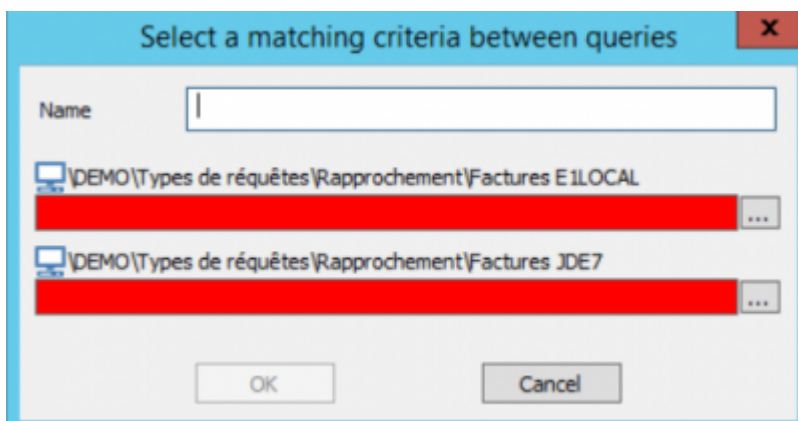 Select a matching criteria between queries
x
Name
\DEMO\Types de réquêtes\Rapprochement\Factures E1LOCAL
...
\DEMO\Types de réquêtes\Rapprochement\Factures JDE7
...
OK Cancel